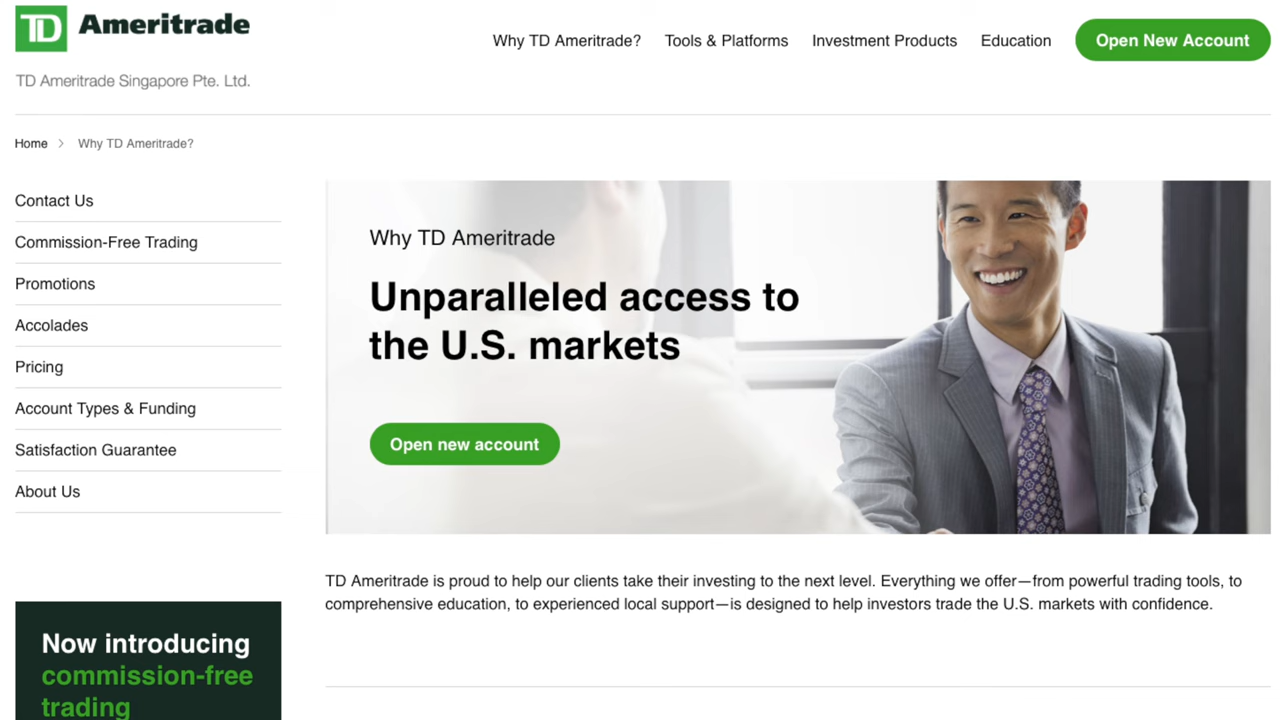 TD Ameritrade
TD Ameritrade Singapore Pte. Ltd.
Why TD Ameritrade?
Tools & Platforms
Investment Products
Education
Open New Account
Home
Why TD Ameritrade?
Contact Us
Commission-Free Trading
Promotions
Accolades
Pricing
Account Types & Funding
Satisfaction Guarantee
About Us
Now introducing
commission-free
trading
Why TD Ameritrade
Unparalleled access to
the U.S. markets
Open new account
TD Ameritrade is proud to help our clients take their investing to the next level. Everything we offer—from powerful trading tools, to
comprehensive education, to experienced local support—is designed to help investors trade the U.S. markets with confidence.